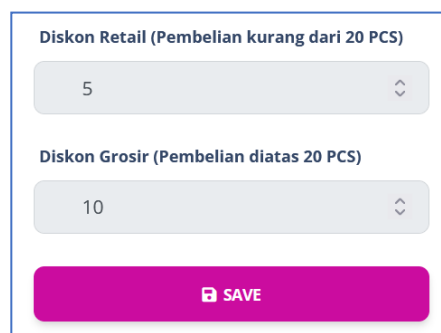 Diskon Retail (Pembelian kurang dari 20 PCS)
5
Diskon Grosir (Pembelian diatas 20 PCS)
10
SAVE